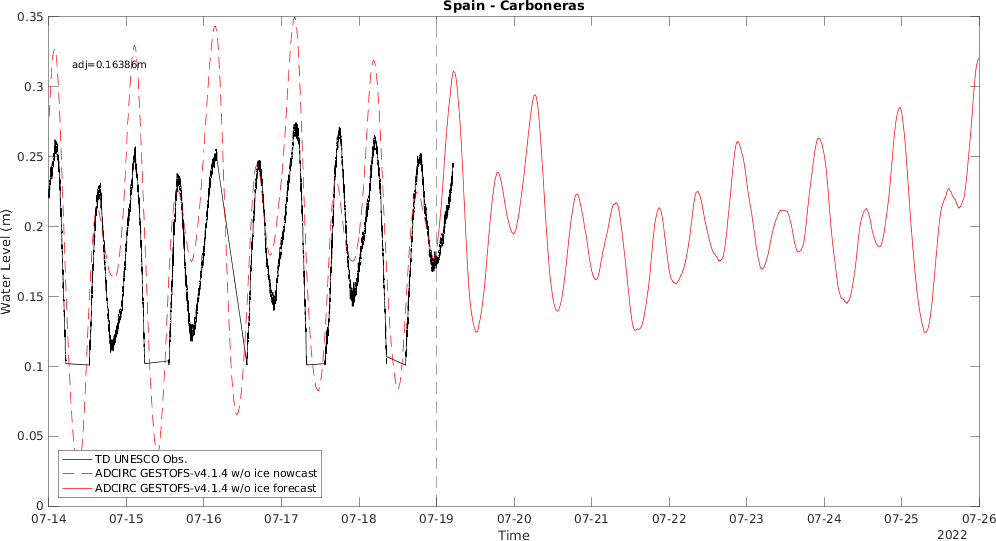 Spain - Carboneras
0.35
adj=0.16386m
0.3
0.25
0.2
0.15
0.1
0.05
0
Water Level (m)
TD UNESCO Obs.
ADCIRC GESTOFS-v4.1.4 w/o ice nowcast
ADCIRC GESTOFS-v4.1.4 w/o ice forecast
07-14 07-15 07-16 07-17 07-18 07-19 07-20 07-21 07-22 07-23 07-24 07-25 07-26
Time
2022